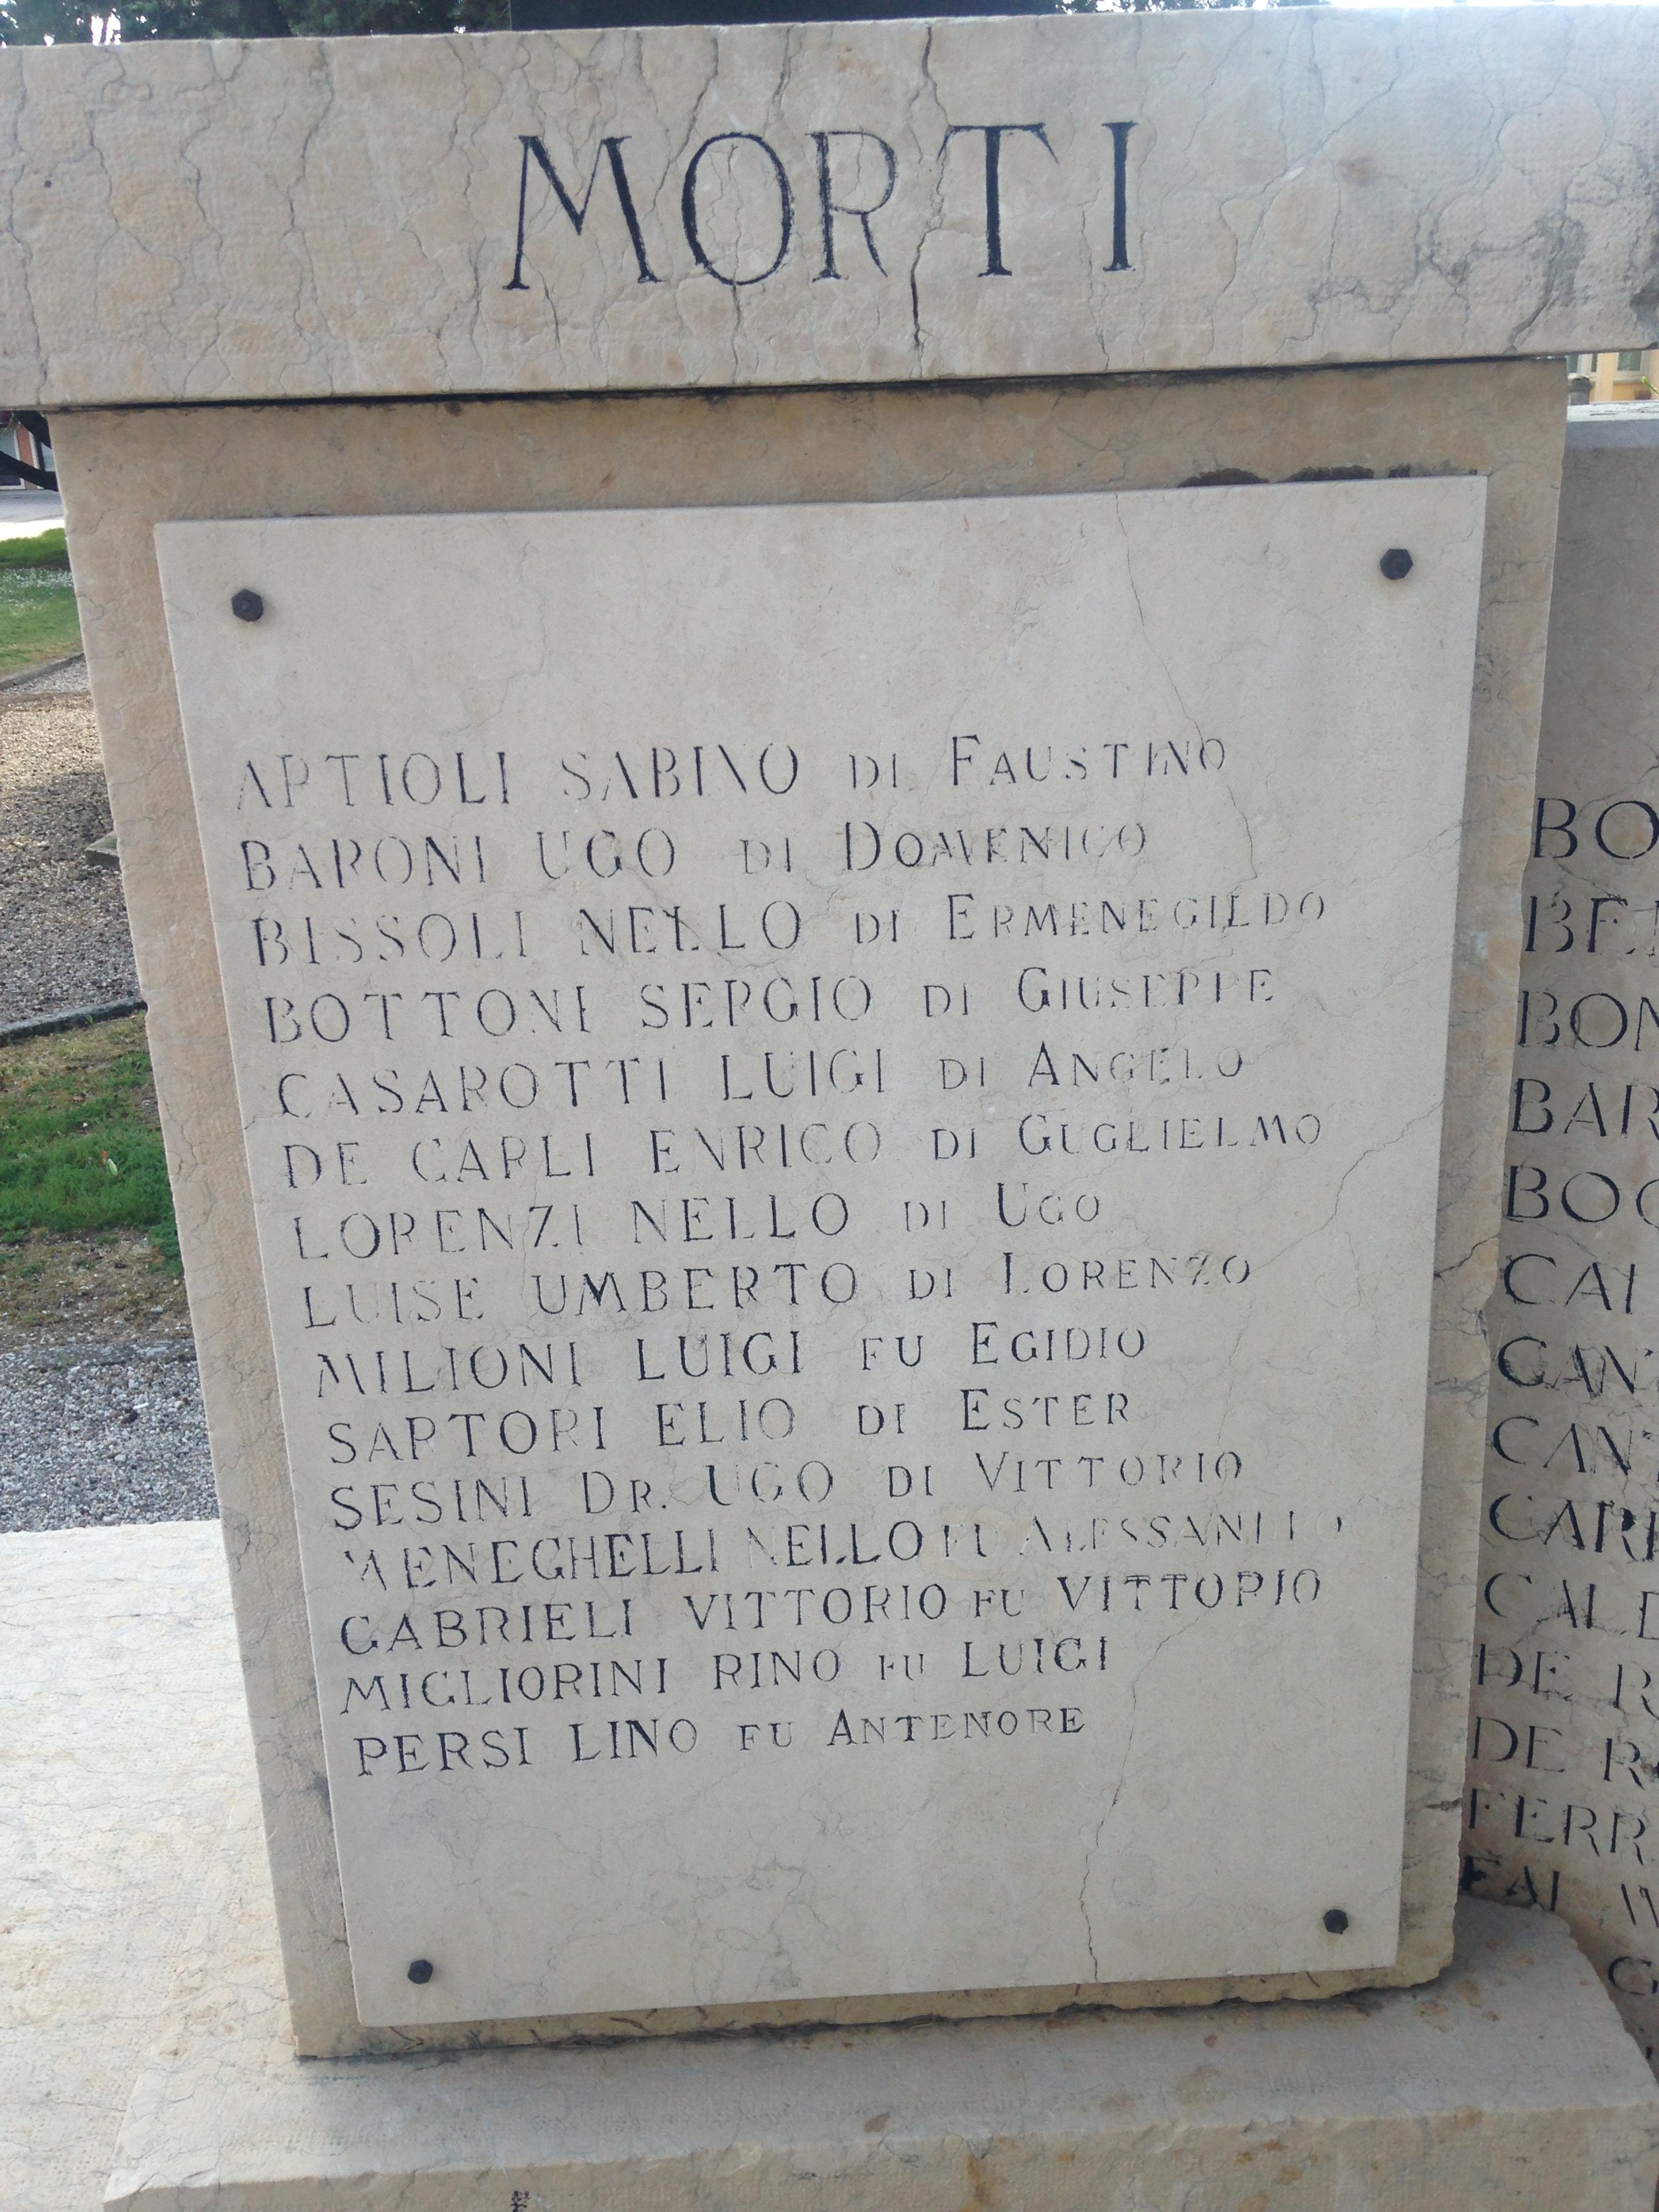 MORTI
ARTIOLI SABINO DI FAUSTINO
BARONI UGO DI DOMENICO
BISSOLI NELLO DI ERMENEGILDO
BOTTONI SERGIO DI GIUSEPPE
CASAROTTI LUIGI DI ANGELO
DE CARLI ENRICO DI GUGLIELMO
LORENZI NELLO DI UGO
LUISE UMBERTO DI LORENZO
MILIONI LUIGI FU EGIDIO
SARTORI ELIO DI ESTER
SESINI DR. UGO DI VITTORIO
MENEGHELLI NELLO FU ALESSANDRO
GABRIELI VITTORIO FU VITTORIO
MIGLIORINI RINO FU LUIGI
PERSI LINO FU ANTENORE
DE
DE